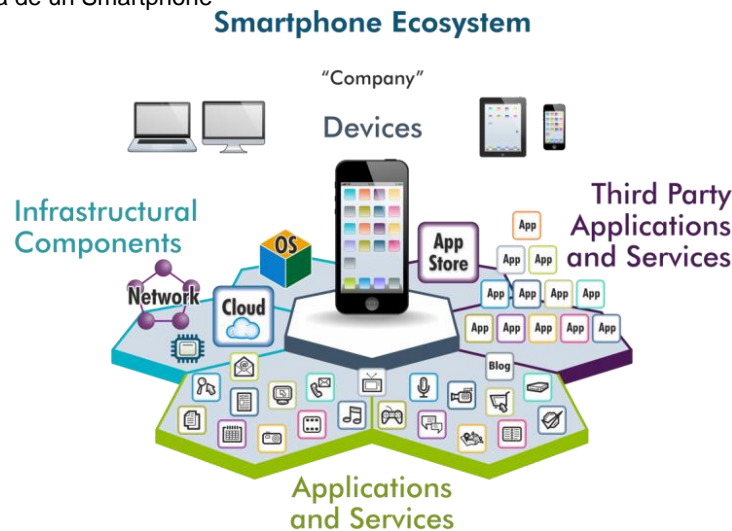 a de un Smartphone
Smartphone Ecosystem
“Company”
Devices
Infrastructural
Components
Third Party
Applications
and Services
OS
App
Store
Network
Cloud
App
App App
App App App App
App App App App App
Blog
Applications
and Services